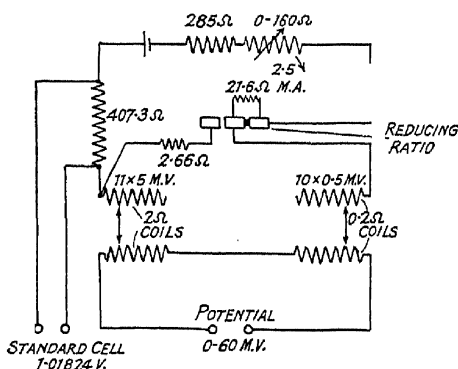 285Ω
0-160Ω
2.5
M.A.
21.6Ω
407.3Ω
REDUCING
RATIO
2.66Ω
11×5 M.V.
10×0.5M.V.
2Ω
COILS
0.2Ω
COILS
POTENTIAL
0-60 M.V.
STANDARD CELL
1.01824 V.